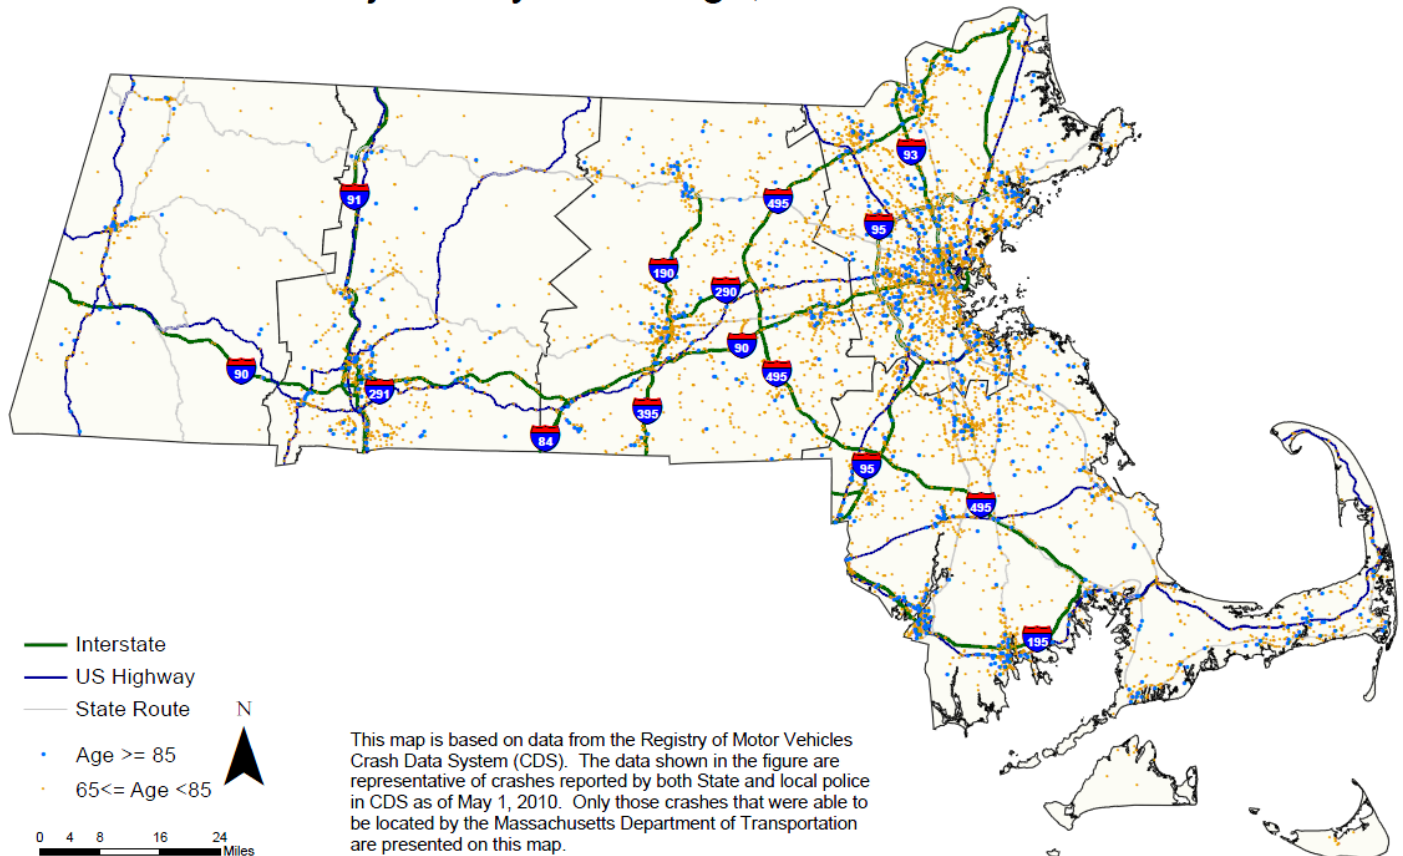 93
91
495
95
190
290
90
495
90
291
395
84
95
495
195
Interstate
US Highway
State Route
N
Age >= 85
65<= Age <85
0 4 8 16 24
Miles
This map is based on data from the Registry of Motor Vehicles
Crash Data System (CDS). The data shown in the figure are
representative of crashes reported by both State and local police
in CDS as of May 1, 2010. Only those crashes that were able to
be located by the Massachusetts Department of Transportation
are presented on this map.